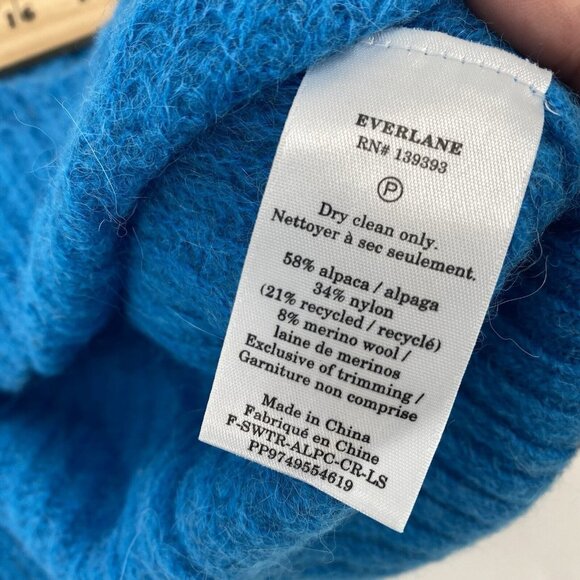 16
EVERLANE
RN# 139393
P
Dry clean only.
Nettoyer à sec seulement.
58% alpaca / alpaga
34% nylon
(21% recycled / recyclé)
8% merino wool /
laine de merinos
Exclusive of trimming /
Garniture non comprise
Made in China
Fabriqué en Chine
F-SWTR-ALPC-CR-LS
PP9749554619